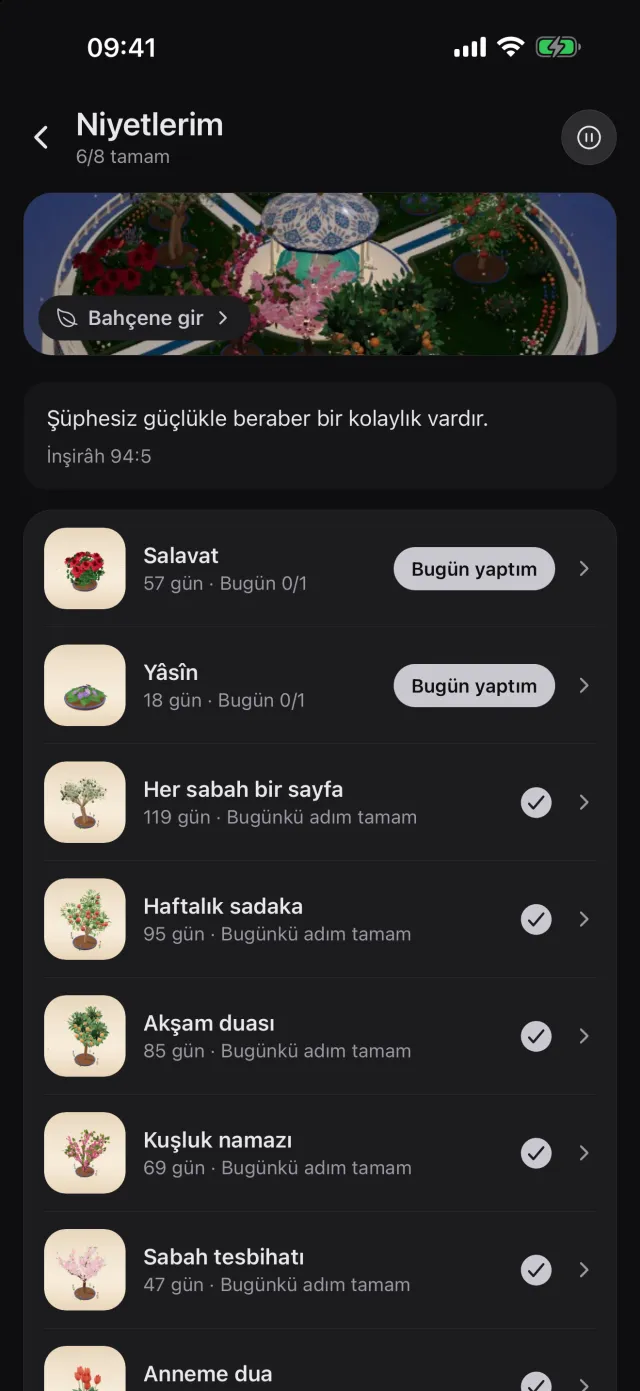 09:41
Niyetlerim
6/8 tamam
Bahçene gir
Şüphesiz güçlükle beraber bir kolaylık vardır.
İnşirâh 94:5
Salavat
57 gün · Bugün 0/1
Bugün yaptım
Yâsîn
18 gün · Bugün 0/1
Bugün yaptım
Her sabah bir sayfa
119 gün · Bugünkü adım tamam
Haftalık sadaka
95 gün · Bugünkü adım tamam
Akşam duası
85 gün · Bugünkü adım tamam
Kuşluk namazı
69 gün · Bugünkü adım tamam
Sabah tesbihatı
47 gün · Bugünkü adım tamam
Anneme dua